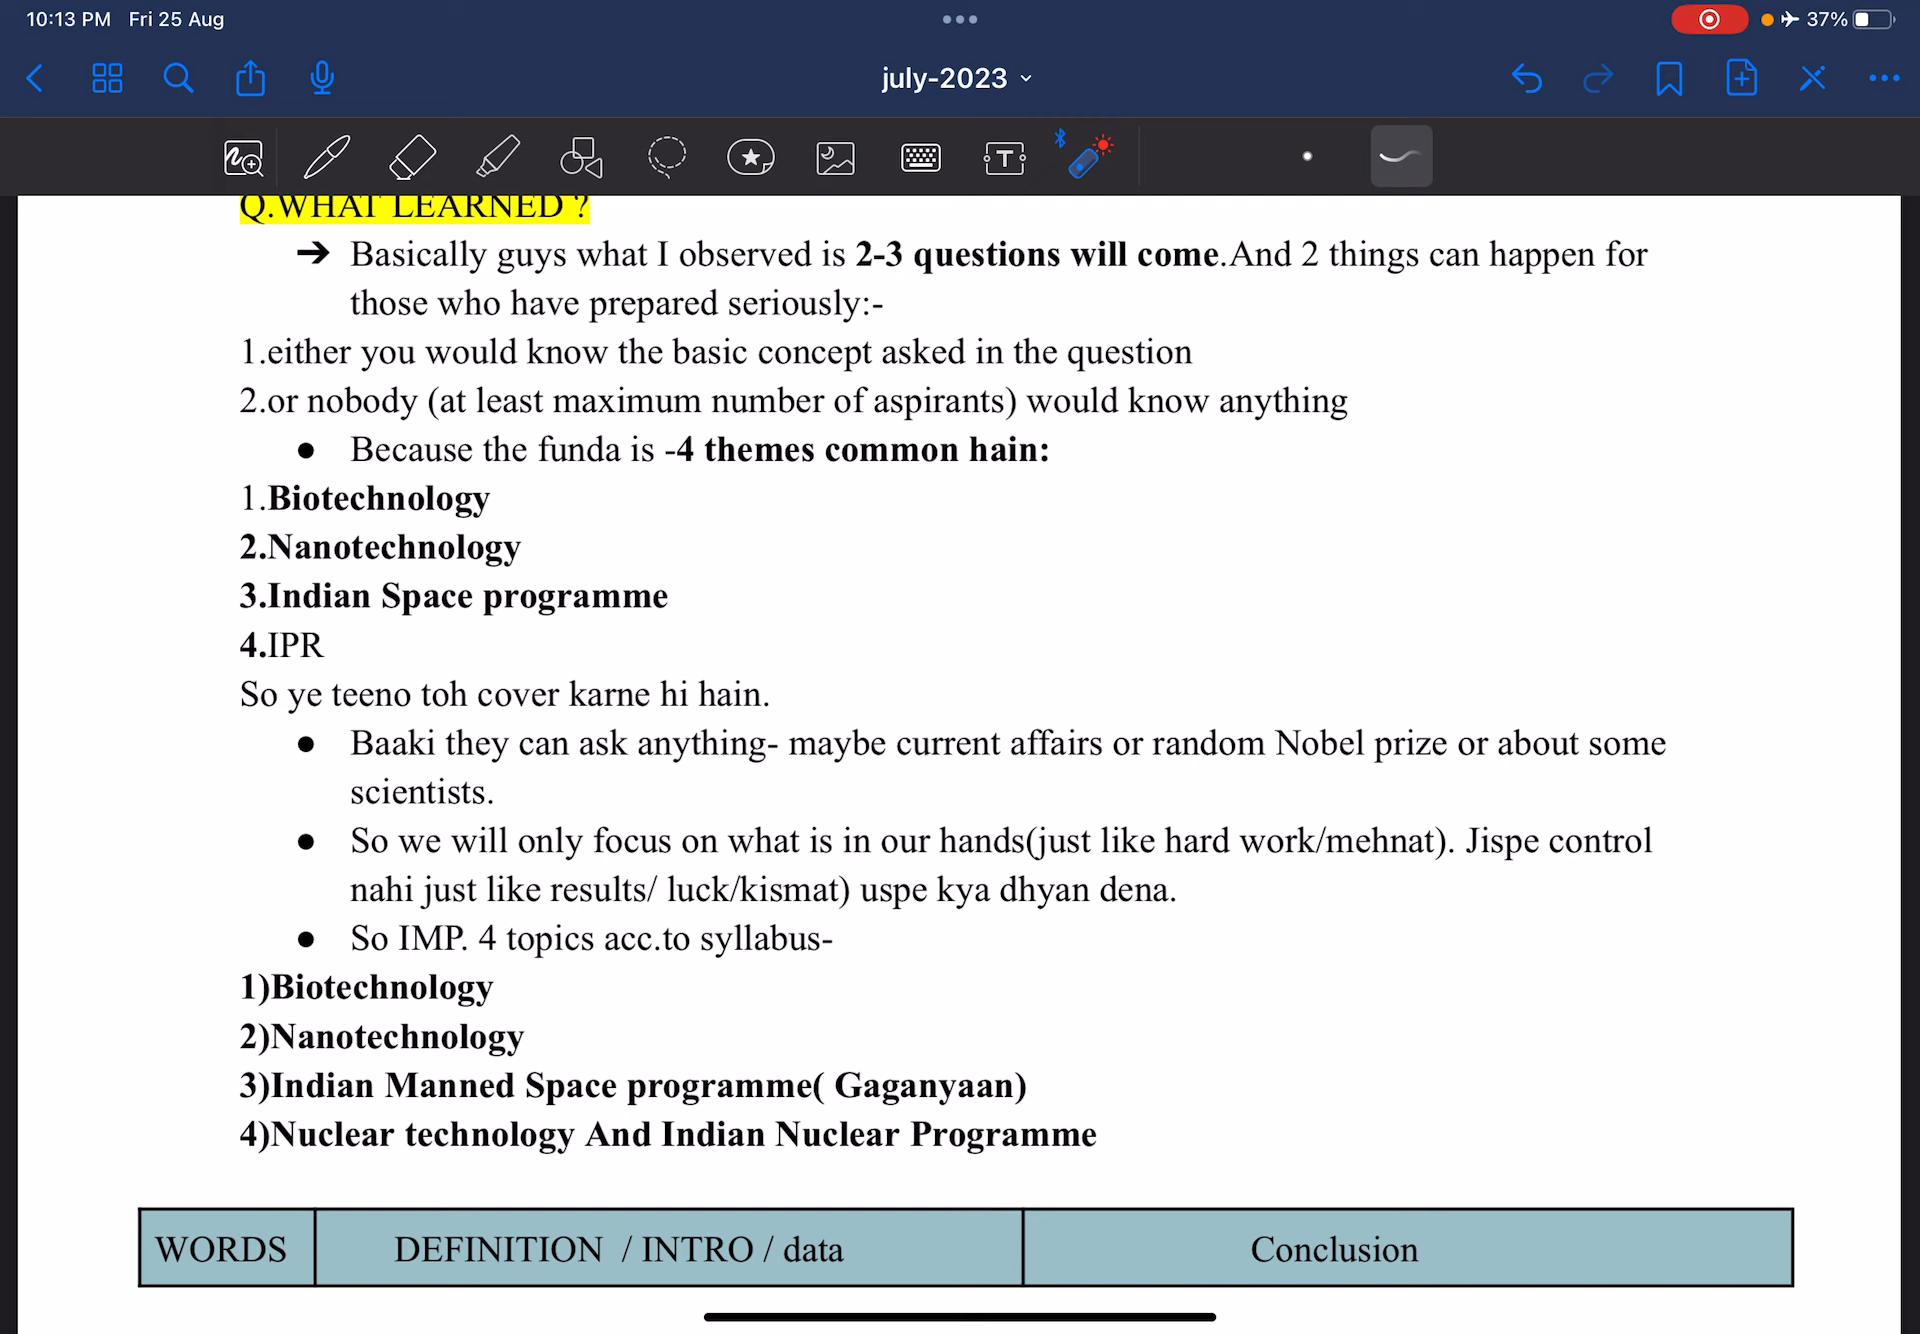 10:13 PM Fri 25 Aug
37%
july-2023
T
Q.WHAT LEARNED ?
➔ Basically guys what I observed is 2-3 questions will come.And 2 things can happen for
those who have prepared seriously:-
1.either you would know the basic concept asked in the question
2.or nobody (at least maximum number of aspirants) would know anything
● Because the funda is -4 themes common hain:
1.Biotechnology
2.Nanotechnology
3.Indian Space programme
4.IPR
So ye teeno toh cover karne hi hain.
● Baaki they can ask anything- maybe current affairs or random Nobel prize or about some
scientists.
● So we will only focus on what is in our hands(just like hard work/mehnat). Jispe control
nahi just like results/ luck/kismat) uspe kya dhyan dena.
● So IMP. 4 topics acc.to syllabus-
1)Biotechnology
2)Nanotechnology
3)Indian Manned Space programme( Gaganyaan)
4)Nuclear technology And Indian Nuclear Programme
WORDS DEFINITION / INTRO / data Conclusion